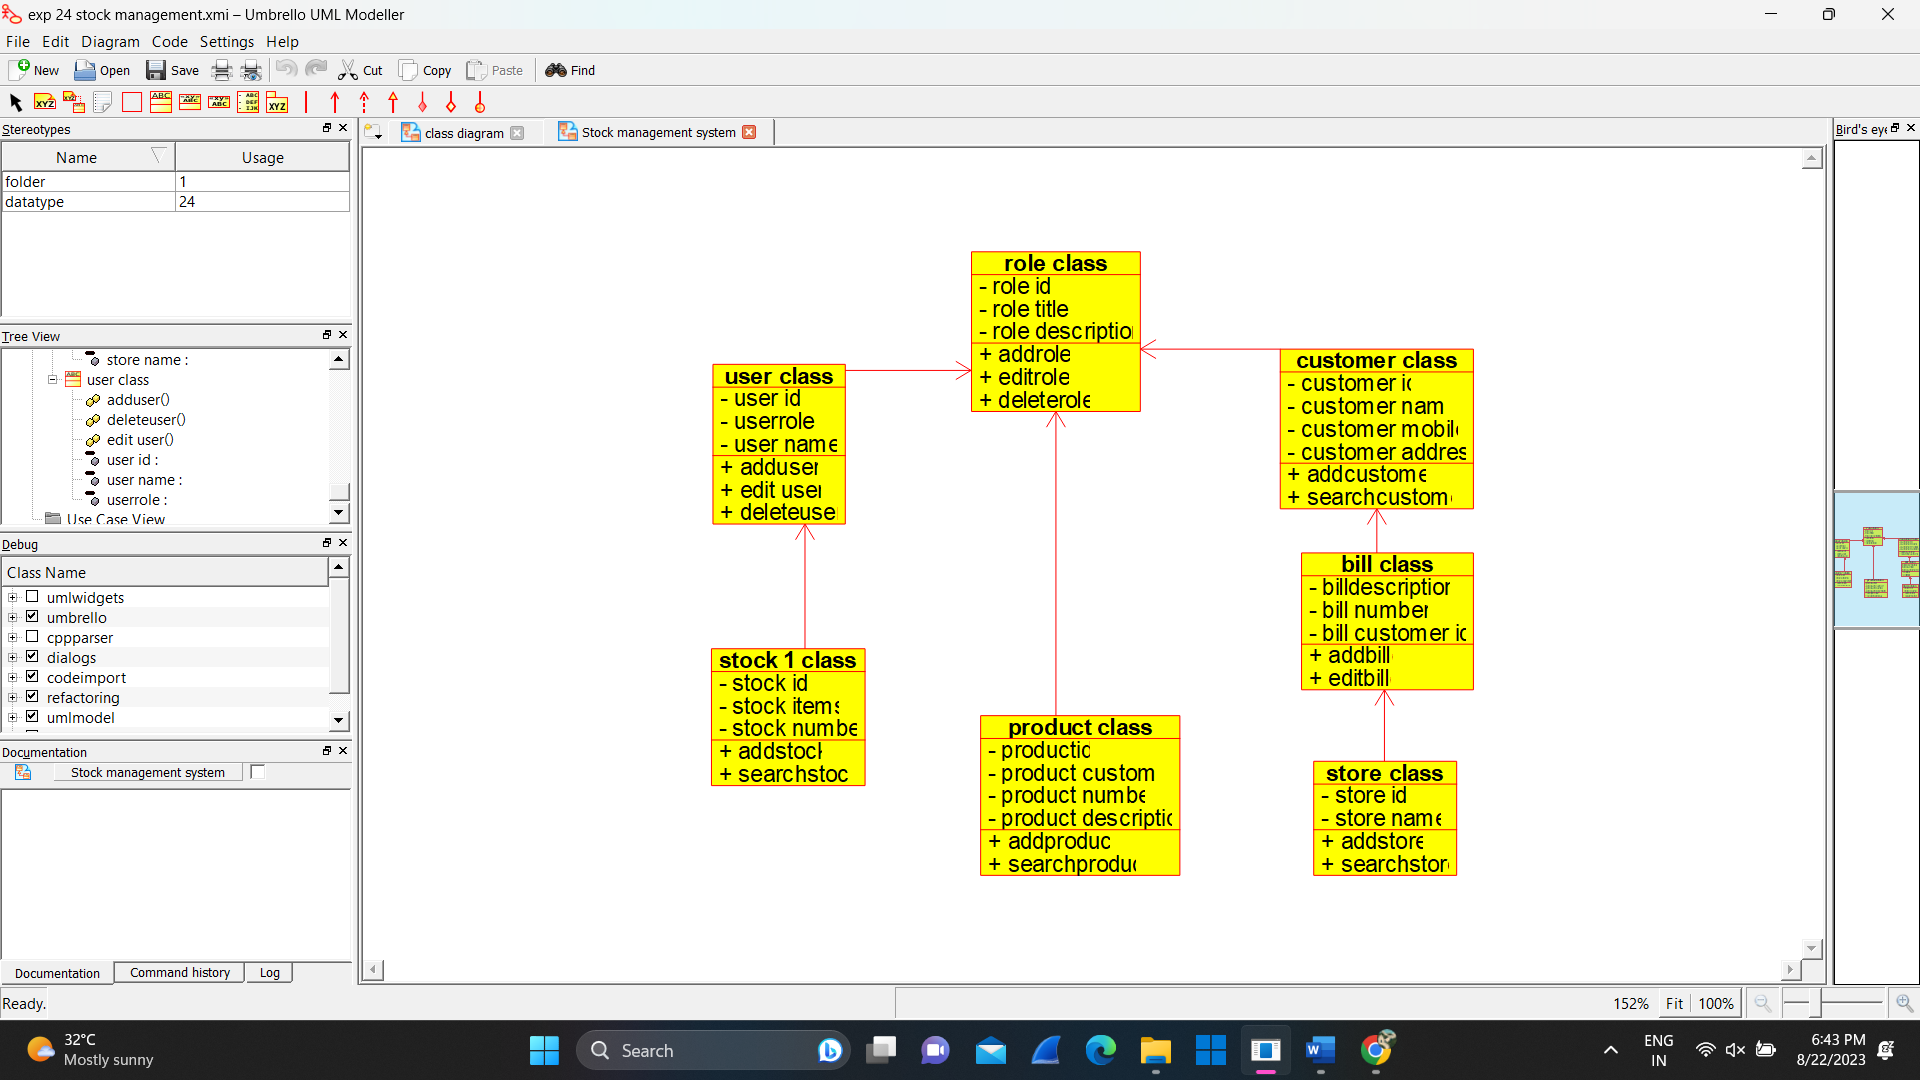 exp 24 stock management.xmi – Umbrello UML Modeller
File Edit Diagram Code Settings Help
New Open Save Cut Copy Paste Find
Stereotypes
Name Usage
folder 1
datatype 24
Tree View
store name :
user class
adduser()
deleteuser()
edit user()
user id :
user name :
userrole :
Use Case View
Debug
Class Name
umlwidgets
umbrello
cppparser
dialogs
codeimport
refactoring
umlmodel
Documentation
Stock management system
Documentation Command history Log
Ready.
class diagram Stock management system
role class
- role id
- role title
- role descriptio
+ addrole
+ editrole
+ deleterole
user class
- user id
- userrole
- user name
+ adduser
+ edit user
+ deleteuse
customer class
- customer id
- customer nam
- customer mobil
- customer addres
+ addcustome
+ searchcustom
bill class
- billdescription
- bill number
- bill customer id
+ addbill
+ editbill
stock 1 class
- stock id
- stock items
- stock numbe
+ addstock
+ searchstoc
product class
- productid
- product custom
- product numbe
- product descriptio
+ addproduc
+ searchproduc
store class
- store id
- store name
+ addstore
+ searchstor
Bird's eye
152% Fit 100%
32°C
Mostly sunny
Search
ENG
IN
6:43 PM
8/22/2023